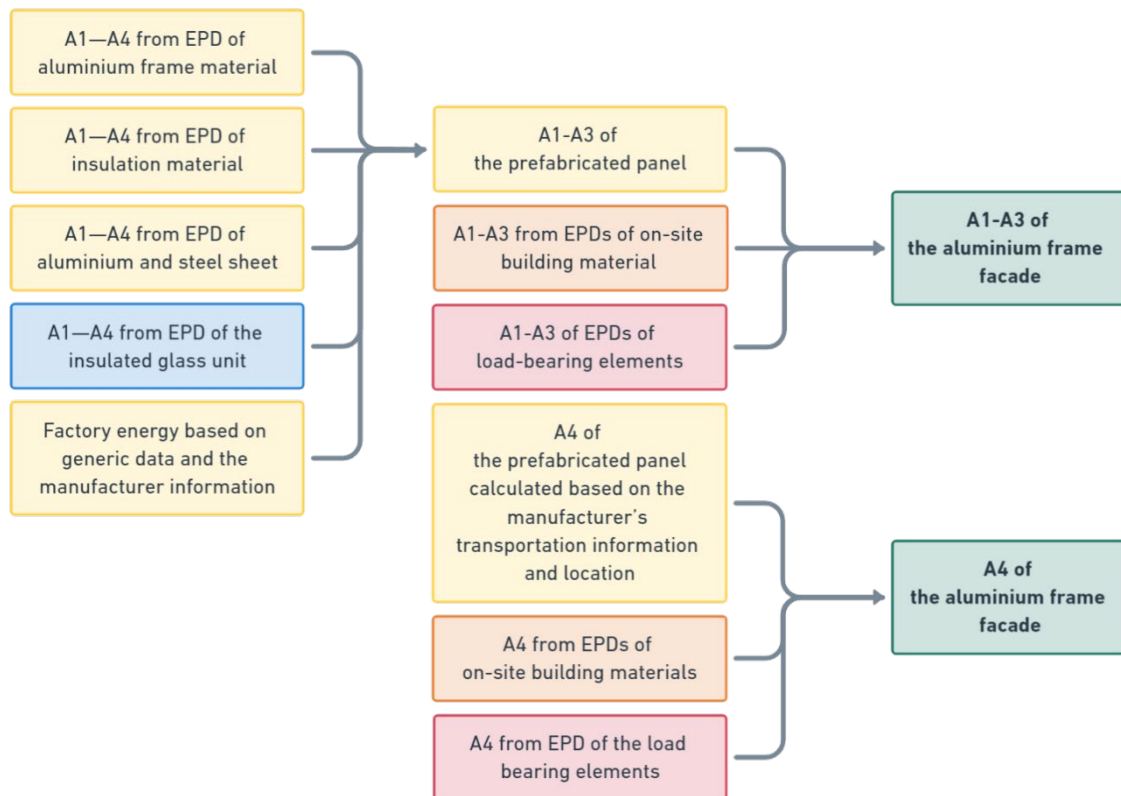 A1—A4 from EPD of
aluminium frame material
A1—A4 from EPD of
insulation material
A1—A4 from EPD of
aluminium and steel sheet
A1—A4 from EPD of the
insulated glass unit
Factory energy based on
generic data and the
manufacturer information
A1-A3 of
the prefabricated panel
A1-A3 from EPDs of on-site
building material
A1-A3 of EPDs of
load-bearing elements
A4 of
the prefabricated panel
calculated based on the
manufacturer’s
transportation information
and location
A4 from EPDs of
on-site building materials
A4 from EPD of the load
bearing elements
A1-A3 of
the aluminium frame
facade
A4 of
the aluminium frame
facade